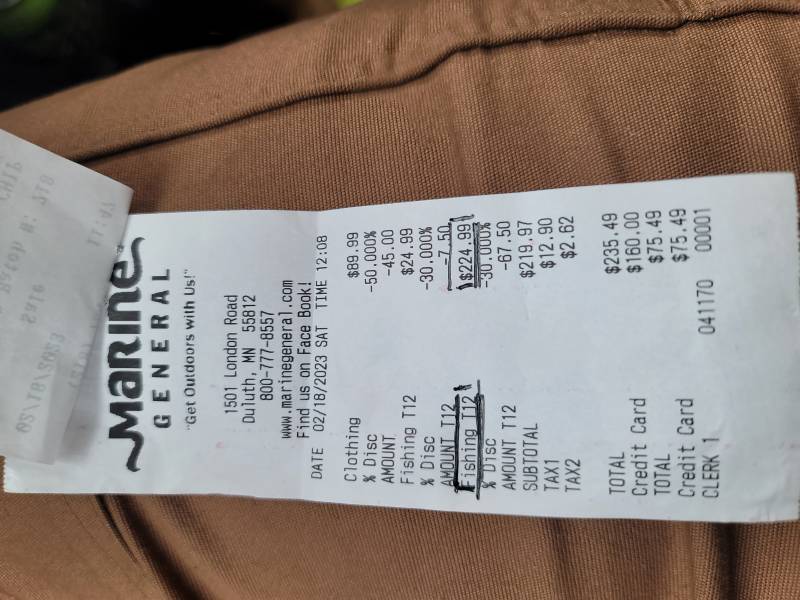 Marine
GENERAL
"Get Outdoors with Us!"
1501 London Road
Duluth, MN 55812
800-777-8557
www.marinegeneral.com
Find us on Face Book!
DATE 02/18/2023 SAT TIME 12:08
Clothing $89.99
% Disc -50.000%
AMOUNT -45.00
Fishing T12 $24.99
% Disc -30.000%
AMOUNT T12 -7.50
Fishing T12 $224.99
% Disc -30.000%
AMOUNT T12 -67.50
SUBTOTAL $219.97
TAX1 $12.90
TAX2 $2.62
TOTAL $235.49
Credit Card $160.00
TOTAL $75.49
Credit Card $75.49
CLERK 1 041170 00001